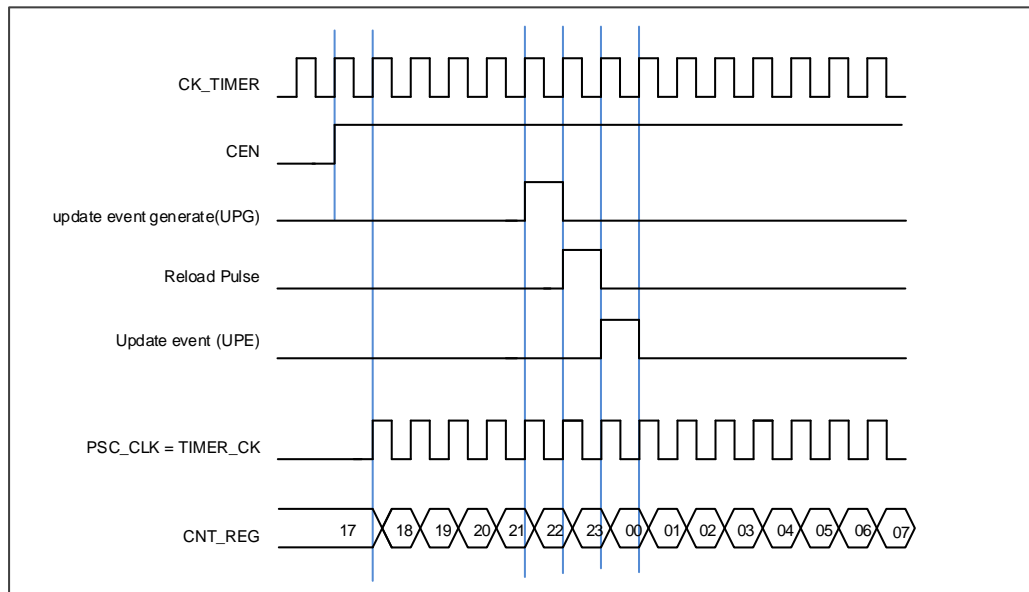 CK_TIMER
CEN
update event generate(UPG)
Reload Pulse
Update event (UPE)
PSC_CLK = TIMER_CK
CNT_REG 17 18 19 20 21 22 23 00 01 02 03 04 05 06 07